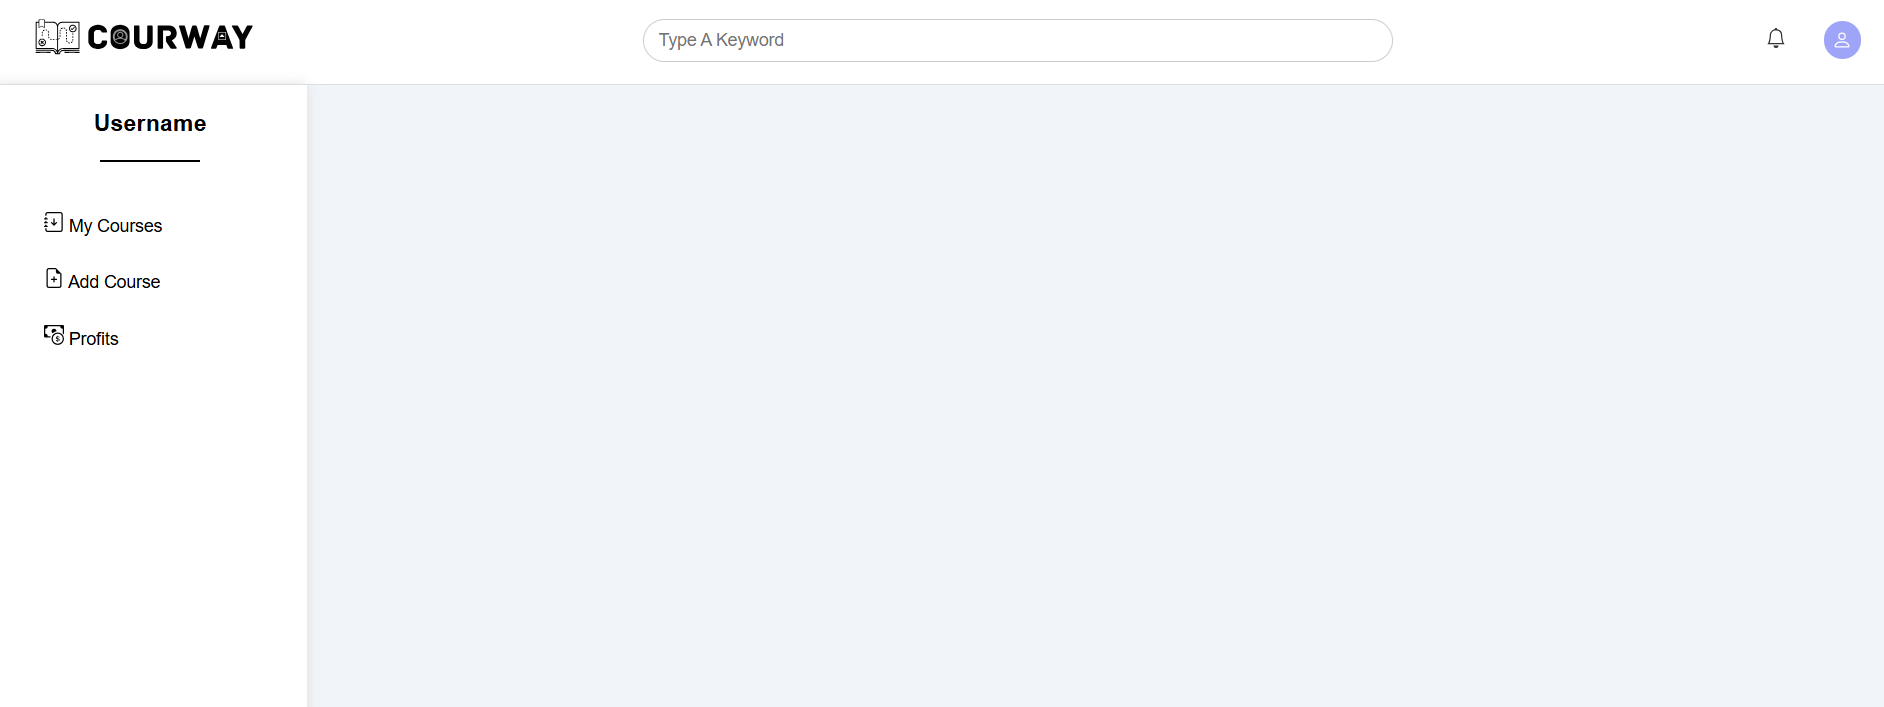 COURWAY
Type A Keyword
Username
My Courses
Add Course
Profits